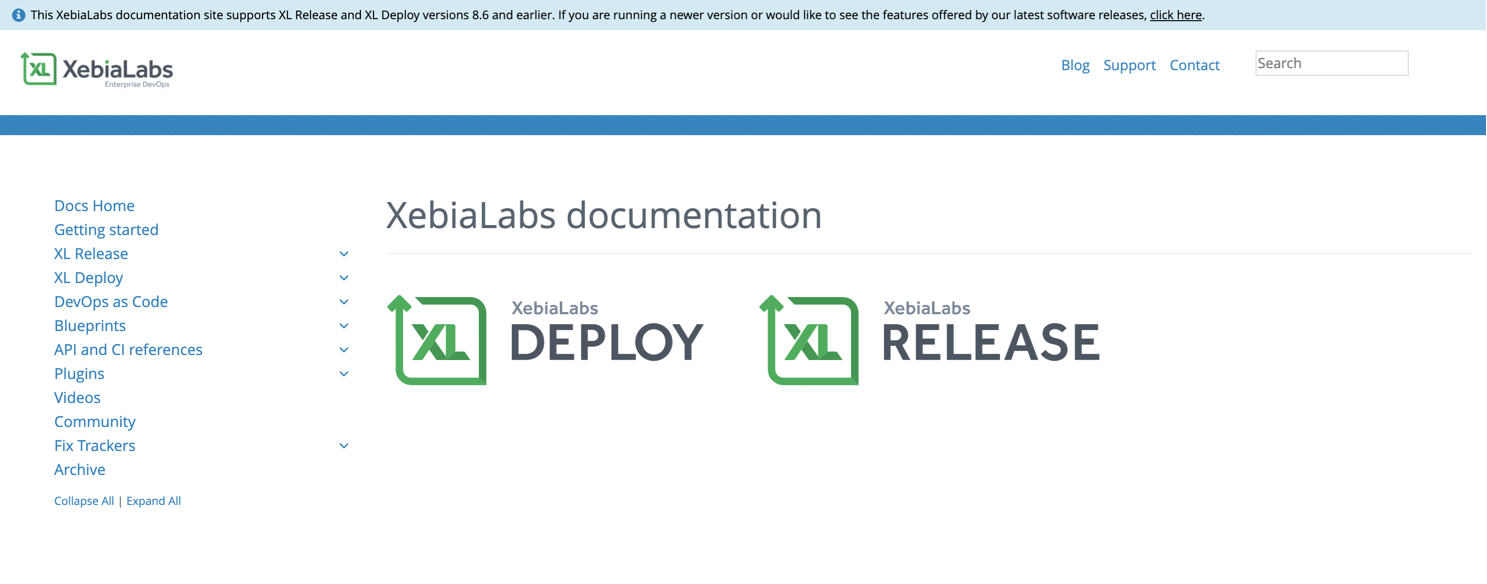 This XebiaLabs documentation site supports XL Release and XL Deploy versions 8.6 and earlier. If you are running a newer version or would like to see the features offered by our latest software releases, click here.
XL XebiaLabs
Enterprise DevOps
Blog Support Contact Search
Docs Home
Getting started
XL Release
XL Deploy
DevOps as Code
Blueprints
API and CI references
Plugins
Videos
Community
Fix Trackers
Archive
Collapse All | Expand All
XebiaLabs documentation
XL XebiaLabs
DEPLOY
XL XebiaLabs
RELEASE